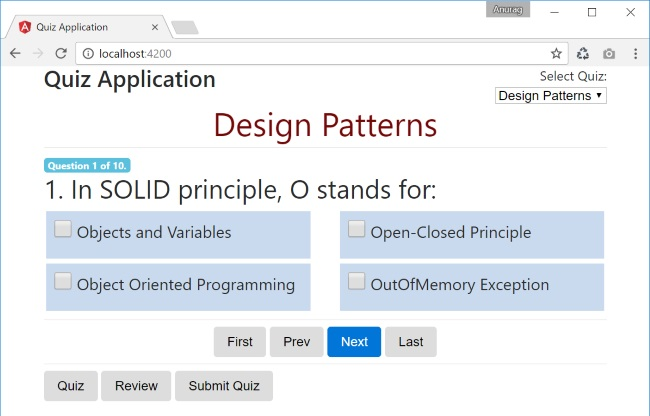 Anurag
Quiz Application
localhost:4200
Quiz Application
Select Quiz:
Design Patterns
Design Patterns
Question 1 of 10.
1. In SOLID principle, O stands for:
Objects and Variables
Open-Closed Principle
Object Oriented Programming
OutOfMemory Exception
First Prev Next Last
Quiz Review Submit Quiz